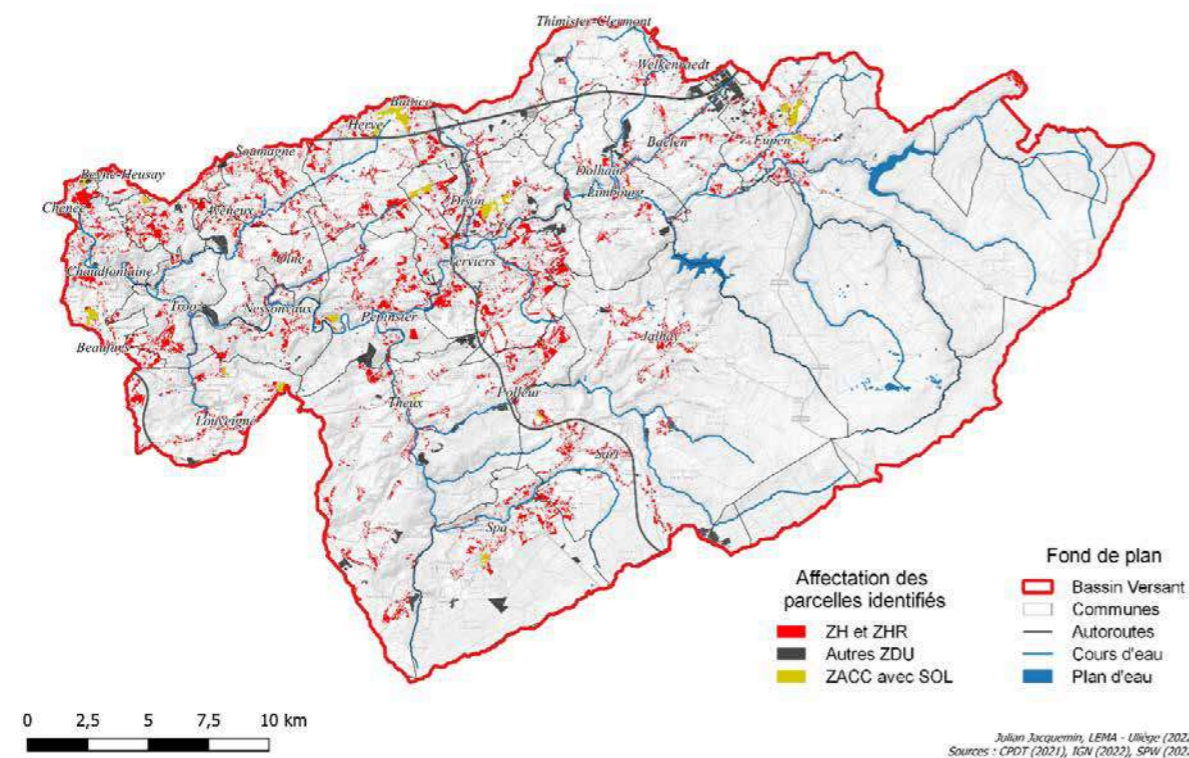 Thimister-Clermont
Welkenraedt
Battice
Herve
Soumagne
Baelen
Eupen
Beyne-Heusay
Dolhain
Limbourg
Chenee
Dison
Olne
Chaudfontaine
Verviers
Trooz
Nessonvaux
Pepinster
Beaufays
Jalhay
Theux
Polleur
Louveigné
Sart
Spa
Affectation des
parcelles identifiés
ZH et ZHR
Autres ZDU
ZACC avec SOL
Fond de plan
Bassin Versant
Communes
Autoroutes
Cours d'eau
Plan d'eau
0 2,5 5 7,5 10 km
Julian Jacquemin, LEMA - Uliège (2022
Sources : CPDT (2021), IGN (2022), SPW (2022